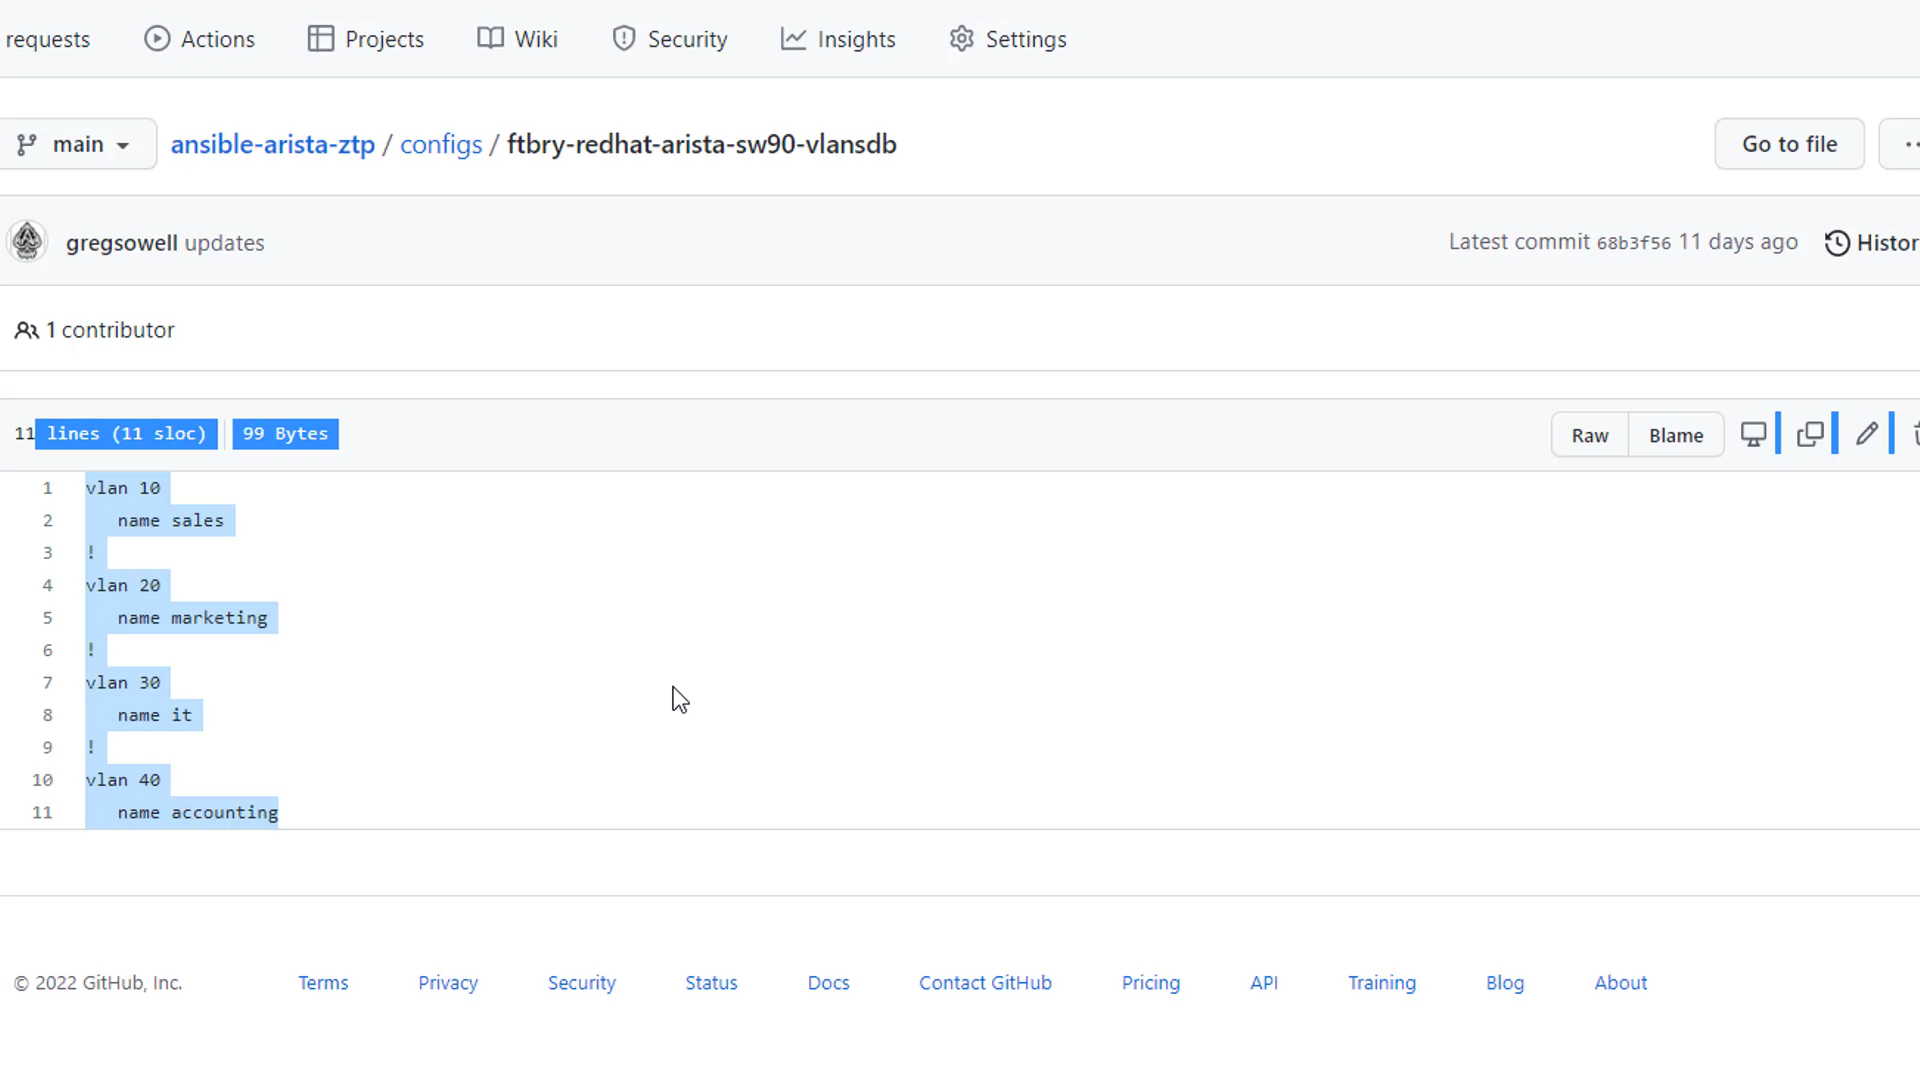 requests Actions Projects Wiki Security Insights Settings
main ansible-arista-ztp / configs / ftbry-redhat-arista-sw90-vlansdb Go to file
gregsowell updates Latest commit 68b3f56 11 days ago Histor
1 contributor
11 lines (11 sloc) 99 Bytes Raw Blame
1 vlan 10
2 name sales
3 !
4 vlan 20
5 name marketing
6 !
7 vlan 30
8 name it
9 !
10 vlan 40
11 name accounting
© 2022 GitHub, Inc. Terms Privacy Security Status Docs Contact GitHub Pricing API Training Blog About